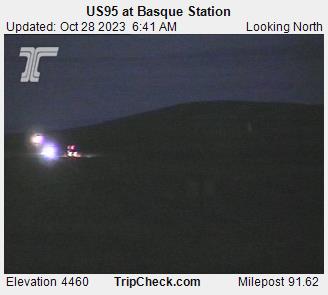 US95 at Basque Station
Updated: Oct 28 2023 6:41 AM Looking North
Elevation 4460 TripCheck.com Milepost 91.62